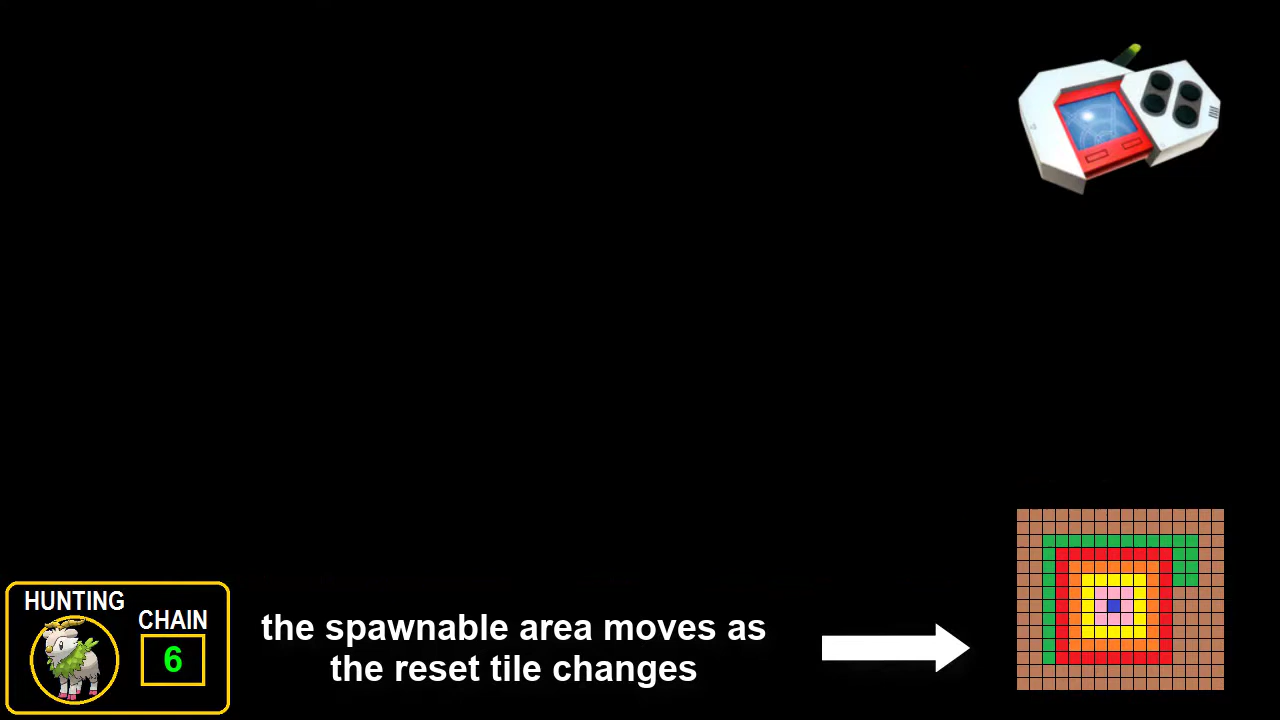 HUNTING
CHAIN
6
the spawnable area moves as
the reset tile changes